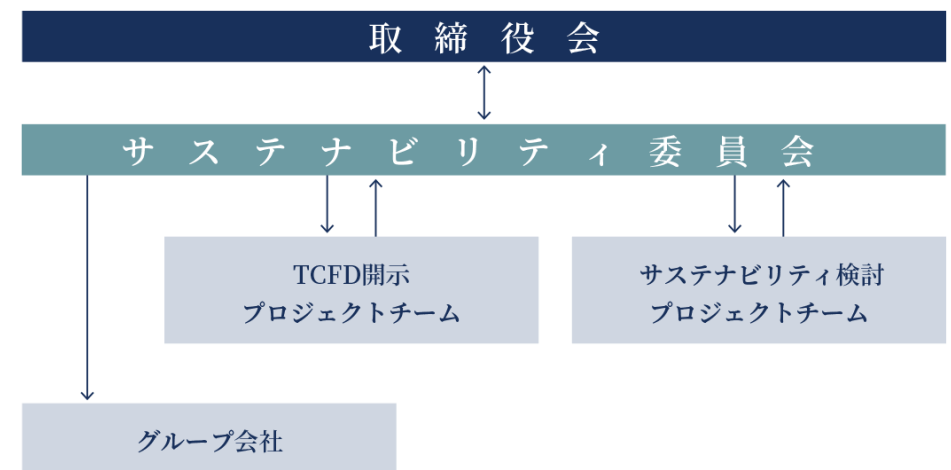 取締役会
サステナビリティ委員会
TCFD開示
プロジェクトチーム
サステナビリティ検討
プロジェクトチーム
グループ会社